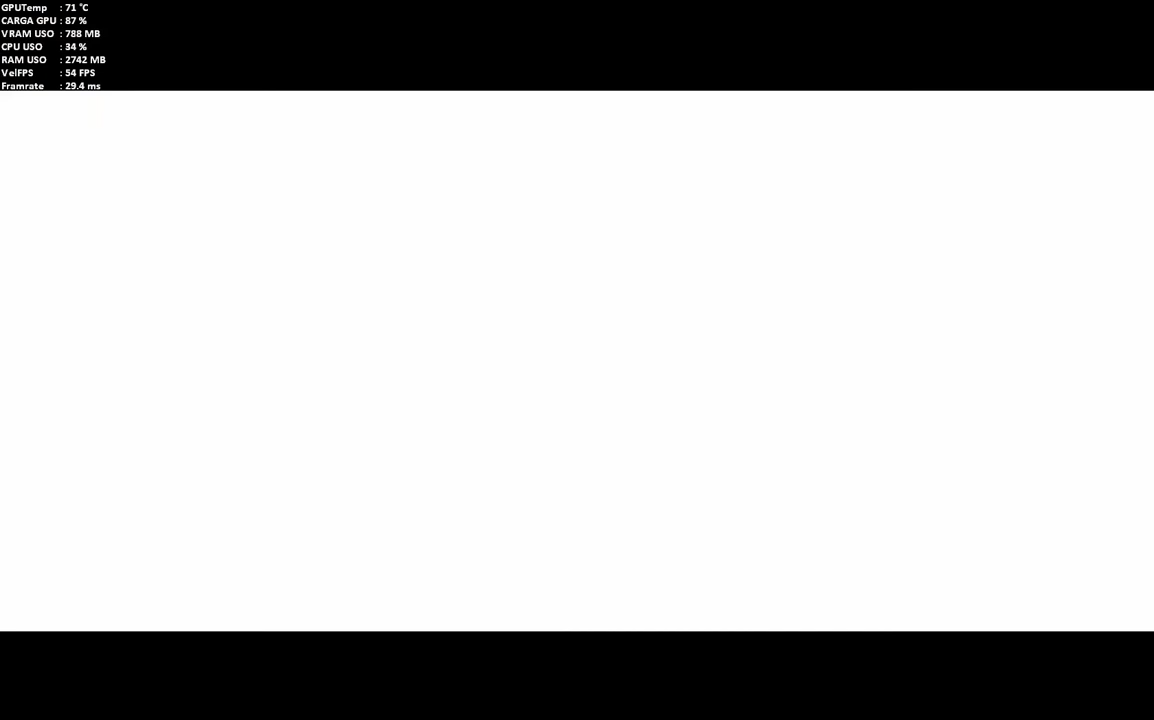 GPUTemp : 71 °C
CARGA GPU : 87 %
VRAM USO : 788 MB
CPU USO : 34 %
RAM USO : 2742 MB
VelFPS : 54 FPS
Framrate : 29.4 ms